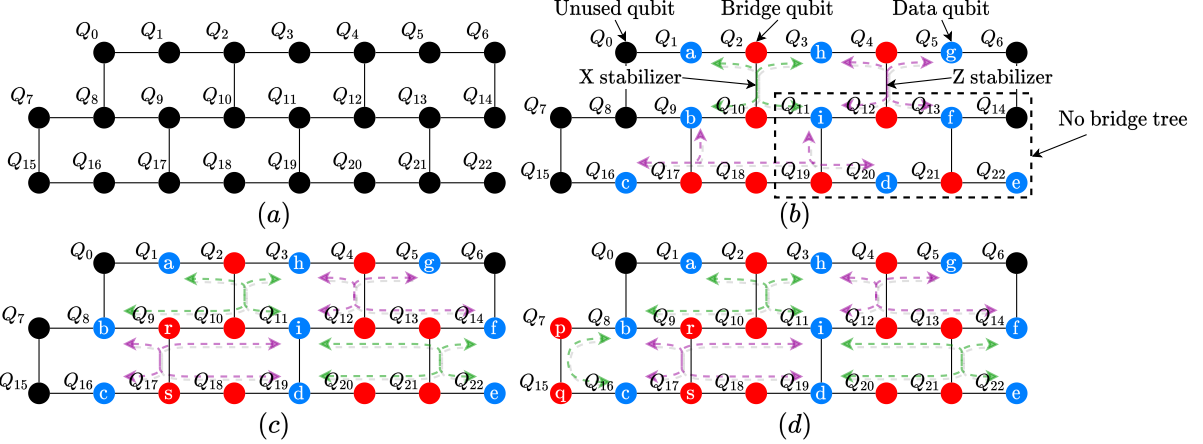 Unused qubit Bridge qubit Data qubit
Q0 Q1 Q2 Q3 Q4 Q5 Q6
Q7 Q8 Q9 Q10 Q11 Q12 Q13 Q14
Q15 Q16 Q17 Q18 Q19 Q20 Q21 Q22
(a)
Q0 Q1 Q2 Q3 Q4 Q5 Q6
a h g
X stabilizer Z stabilizer
Q7 Q8 Q9 Q10 Q11 Q12 Q13 Q14
b i f
No bridge tree
Q15 Q16 Q17 Q18 Q19 Q20 Q21 Q22
c d e
(b)
Q0 Q1 Q2 Q3 Q4 Q5 Q6
a h g
Q7 Q8 Q9 Q10 Q11 Q12 Q13 Q14
b r i f
Q15 Q16 Q17 Q18 Q19 Q20 Q21 Q22
c s d e
(c)
Q0 Q1 Q2 Q3 Q4 Q5 Q6
a h g
Q7 Q8 Q9 Q10 Q11 Q12 Q13 Q14
p b r i f
Q15 Q16 Q17 Q18 Q19 Q20 Q21 Q22
q c s d e
(d)